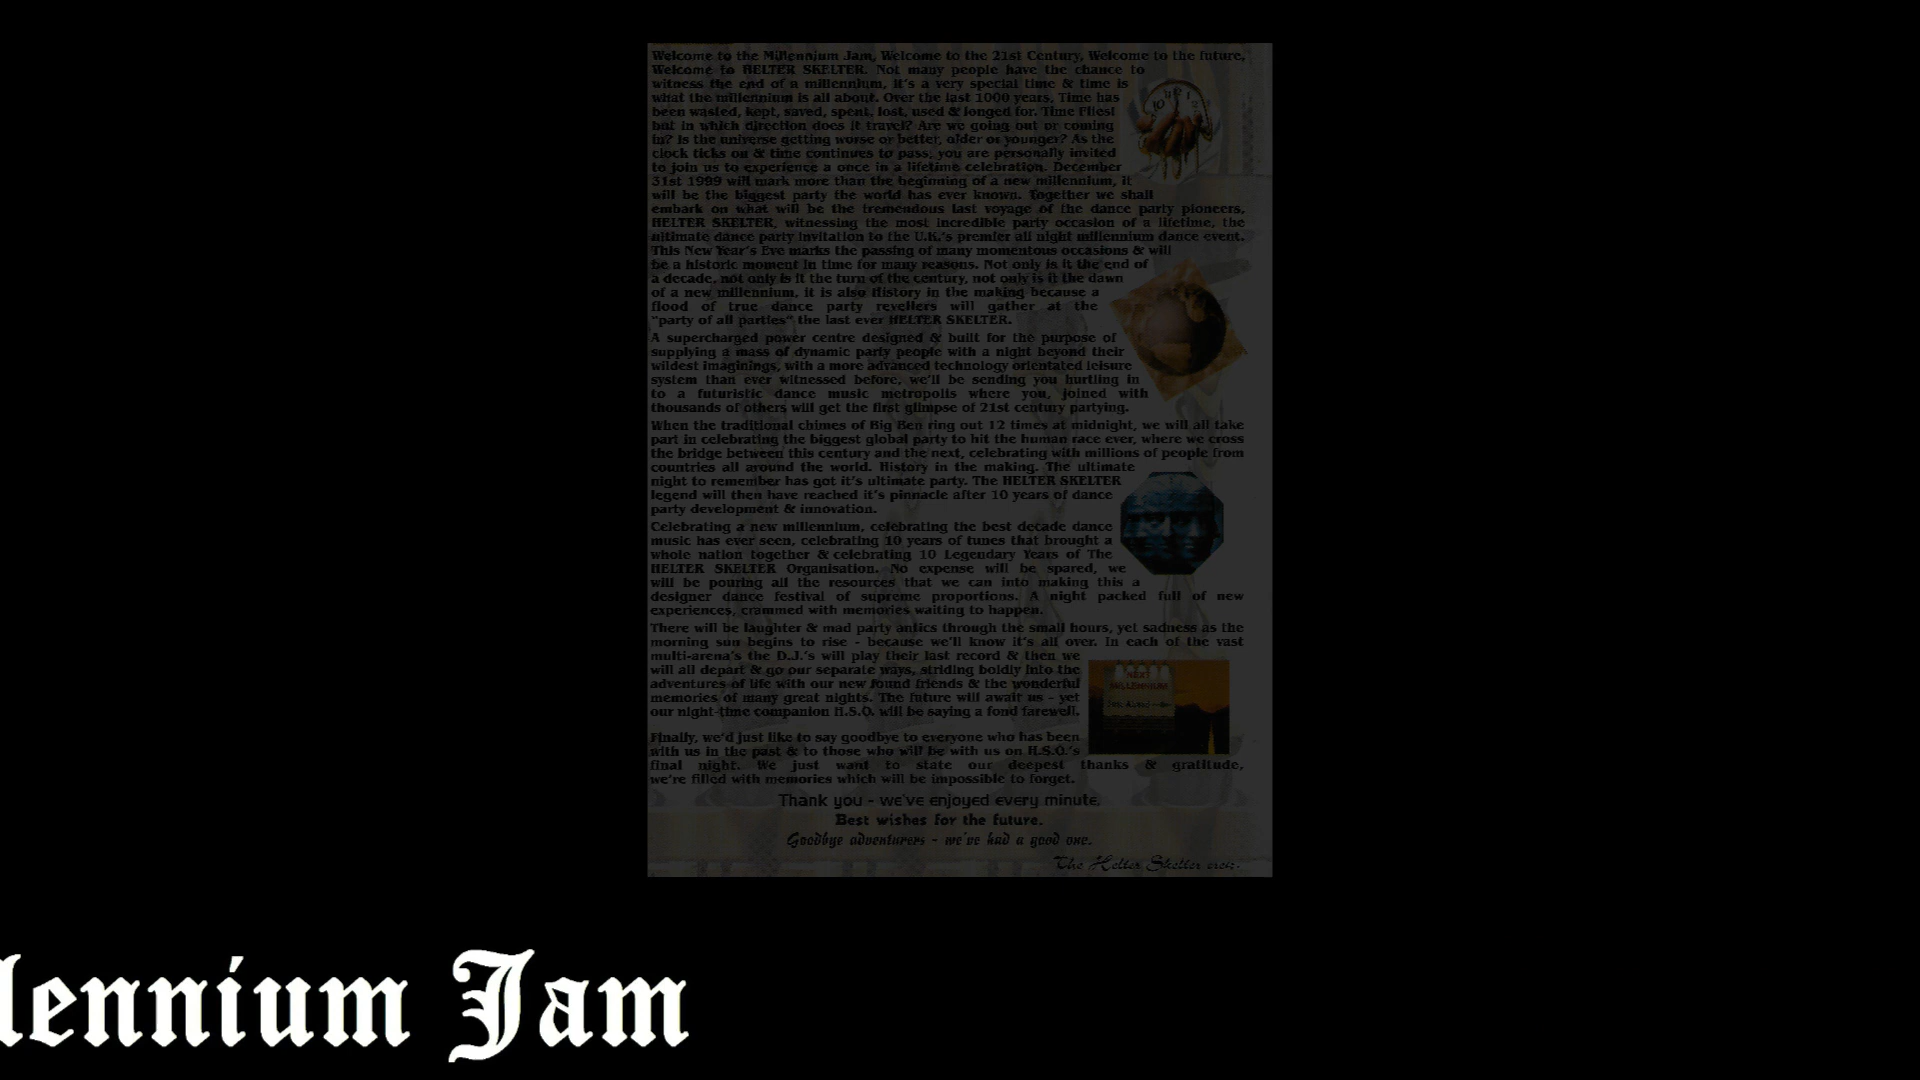 Welcome to the Millennium Jam, Welcome to the 21st Century, Welcome to the future,
Welcome to HELTER SKELTER. Not many people have the chance to
witness the end of a millennium, it's a very special time & time is
what the millennium is all about. Over the last 1000 years, Time has
been wasted, kept, saved, spent, lost, used & longed for. Time Flies!
but in which direction does it travel? Are we going out or coming
in? Is the universe getting worse or better, older or younger? As the
clock ticks on & time continues to pass, you are personally invited
to join us to experience a once in a lifetime celebration. December
31st 1999 will mark more than the beginning of a new millennium, it
will be the biggest party the world has ever known. Together we shall
embark on what will be the tremendous last voyage of the dance party pioneers,
HELTER SKELTER, witnessing the most incredible party occasion of a lifetime, the
ultimate dance party invitation to the U.K.'s premier all night millennium dance event.
This New Year's Eve marks the passing of many momentous occasions & will
be a historic moment in time for many reasons. Not only is it the end of
a decade, not only is it the turn of the century, not only is it the dawn
of a new millennium, it is also History in the making because a
flood of true dance party revellers will gather at the
"party of all parties" the last ever HELTER SKELTER.
A supercharged power centre designed & built for the purpose of
supplying a mass of dynamic party people with a night beyond their
wildest imaginings, with a more advanced technology orientated leisure
system than ever witnessed before, we'll be sending you hurtling in
to a futuristic dance music metropolis where you, joined with
thousands of others will get the first glimpse of 21st century partying.
When the traditional chimes of Big Ben ring out 12 times at midnight, we will all take
part in celebrating the biggest global party to hit the human race ever, where we cross
the bridge between this century and the next, celebrating with millions of people from
countries all around the world. History in the making. The ultimate
night to remember has got it's ultimate party. The HELTER SKELTER
legend will then have reached it's pinnacle after 10 years of dance
party development & innovation.
Celebrating a new millennium, celebrating the best decade dance
music has ever seen, celebrating 10 years of tunes that brought a
whole nation together & celebrating 10 Legendary Years of The
HELTER SKELTER Organisation. No expense will be spared, we
will be pouring all the resources that we can into making this a
designer dance festival of supreme proportions. A night packed full of new
experiences, crammed with memories waiting to happen.
There will be laughter & mad party antics through the small hours, yet sadness as the
morning sun begins to rise - because we'll know it's all over. In each of the vast
multi-arena's the D.J.'s will play their last record & then we
will all depart & go our separate ways, striding boldly into the
adventures of life with our new found friends & the wonderful
memories of many great nights. The future will await us - yet
our night-time companion H.S.O. will be saying a fond farewell.
NEXT
MILLENNIUM
Finally, we'd just like to say goodbye to everyone who has been
with us in the past & to those who will be with us on H.S.O.'s
final night. We just want to state our deepest thanks & gratitude,
we're filled with memories which will be impossible to forget.
Thank you - we've enjoyed every minute,
Best wishes for the future.
Goodbye adventurers - we've had a good one.
The Helter Skelter crew.
lennium Jam